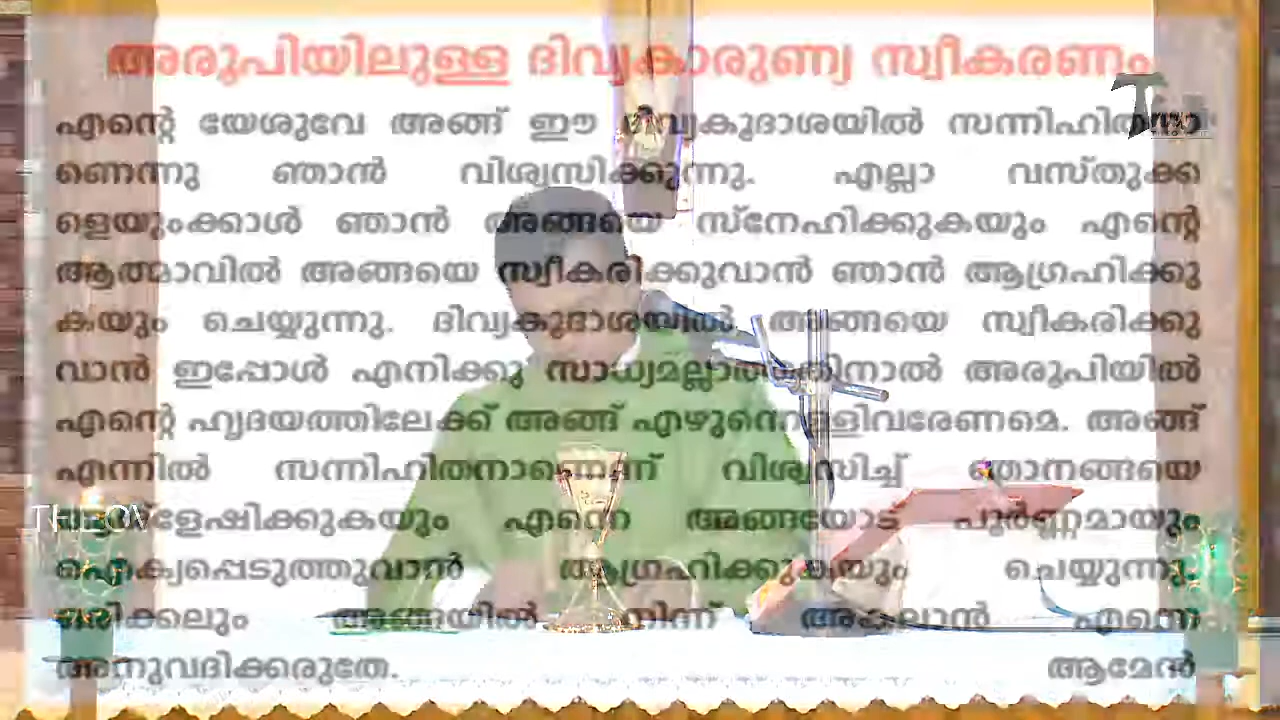 അരൂപിയിലുള്ള ദിവ്യകാരുണ്യ സ്വീകരണം
എന്റെ യേശുവേ അങ്ങ് ഈ ദിവ്യകൂദാശയിൽ സന്നിഹിതനാ
ണെന്നു ഞാൻ വിശ്വസിക്കുന്നു. എല്ലാ വസ്തുക്ക
ളെയുംക്കാൾ ഞാൻ അങ്ങയെ സ്നേഹിക്കുകയും എന്റെ
ആത്മാവിൽ അങ്ങയെ സ്വീകരിക്കുവാൻ ഞാൻ ആഗ്രഹിക്കു
കയും ചെയ്യുന്നു. ദിവ്യകൂദാശയിൽ അങ്ങയെ സ്വീകരിക്കു
വാൻ ഇപ്പോൾ എനിക്കു സാധ്യമല്ലാത്തതിനാൽ അരൂപിയിൽ
എന്റെ ഹൃദയത്തിലേക്ക് അങ്ങ് എഴുന്നെള്ളിവരേണമെ. അങ്ങ്
എന്നിൽ സന്നിഹിതനാണെന്ന് വിശ്വസിച്ച് ഞാനങ്ങയെ
എന്നെ അങ്ങയോട് പൂർണ്ണമായും
ഐക്യപ്പെടുത്തുവാൻ ആഗ്രഹിക്കുകയും ചെയ്യുന്നു.
ഒരിക്കലും അങ്ങയിൽ നിന്ന് അകലാൻ എന്നെ
അനുവദിക്കരുതേ. ആമേൻ